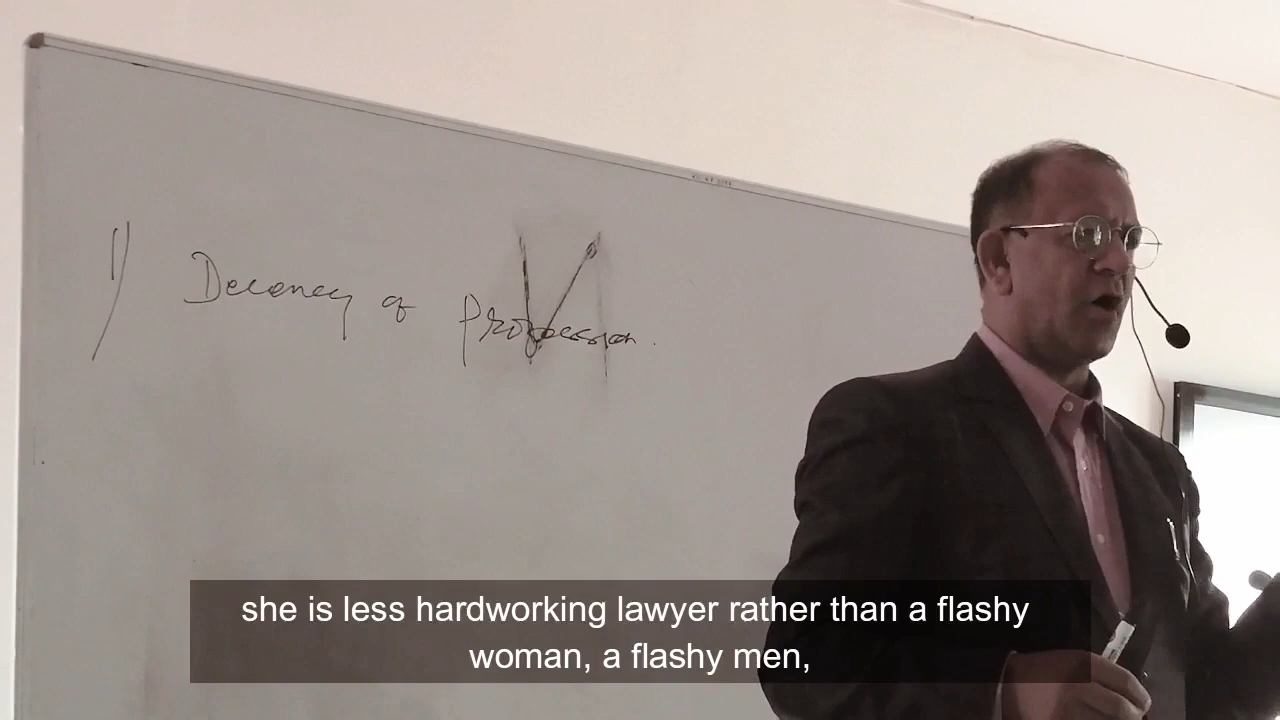 1) Decency of Profession.
she is less hardworking lawyer rather than a flashy
woman, a flashy men,